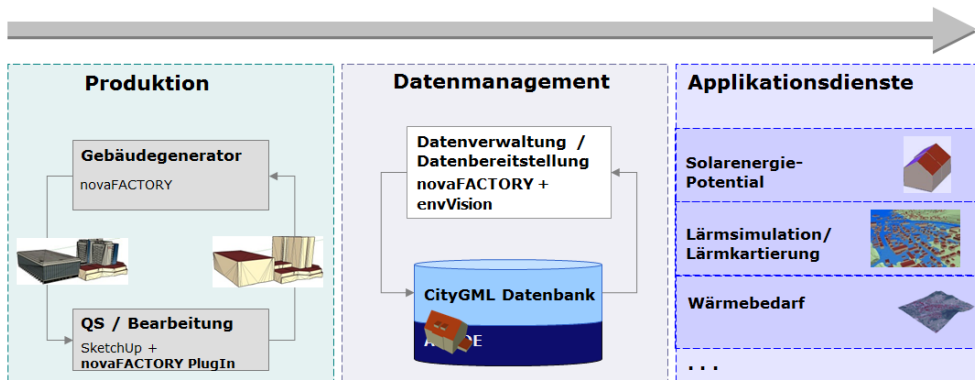 Produktion
Gebäudegenerator
novaFACTORY
QS / Bearbeitung
SketchUp +
novaFACTORY PlugIn
Datenmanagement
Datenverwaltung /
Datenbereitstellung
novaFACTORY +
envVision
CityGML Datenbank
Applikationsdienste
Solarenergie-
Potential
Lärmsimulation/
Lärmkartierung
Wärmebedarf
. . .